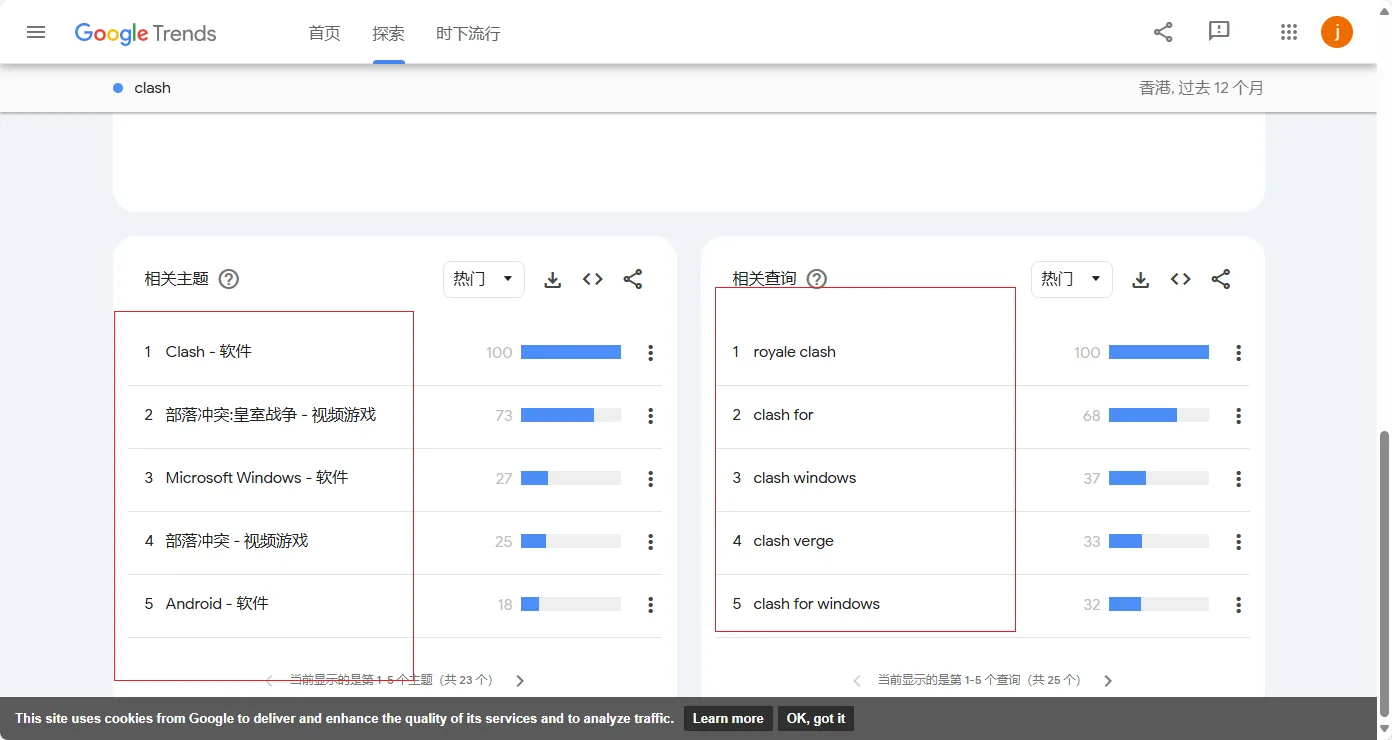 Google Trends 首页 探索 时下流行 j
clash 香港, 过去 12 个月
相关主题 ? 热门
1 Clash - 软件 100
2 部落冲突:皇室战争 - 视频游戏 73
3 Microsoft Windows - 软件 27
4 部落冲突 - 视频游戏 25
5 Android - 软件 18
当前显示的是第 1-5 个主题（共 23 个）
相关查询 ? 热门
1 royale clash 100
2 clash for 68
3 clash windows 37
4 clash verge 33
5 clash for windows 32
当前显示的是第 1-5 个查询（共 25 个）
This site uses cookies from Google to deliver and enhance the quality of its services and to analyze traffic. Learn more OK, got it